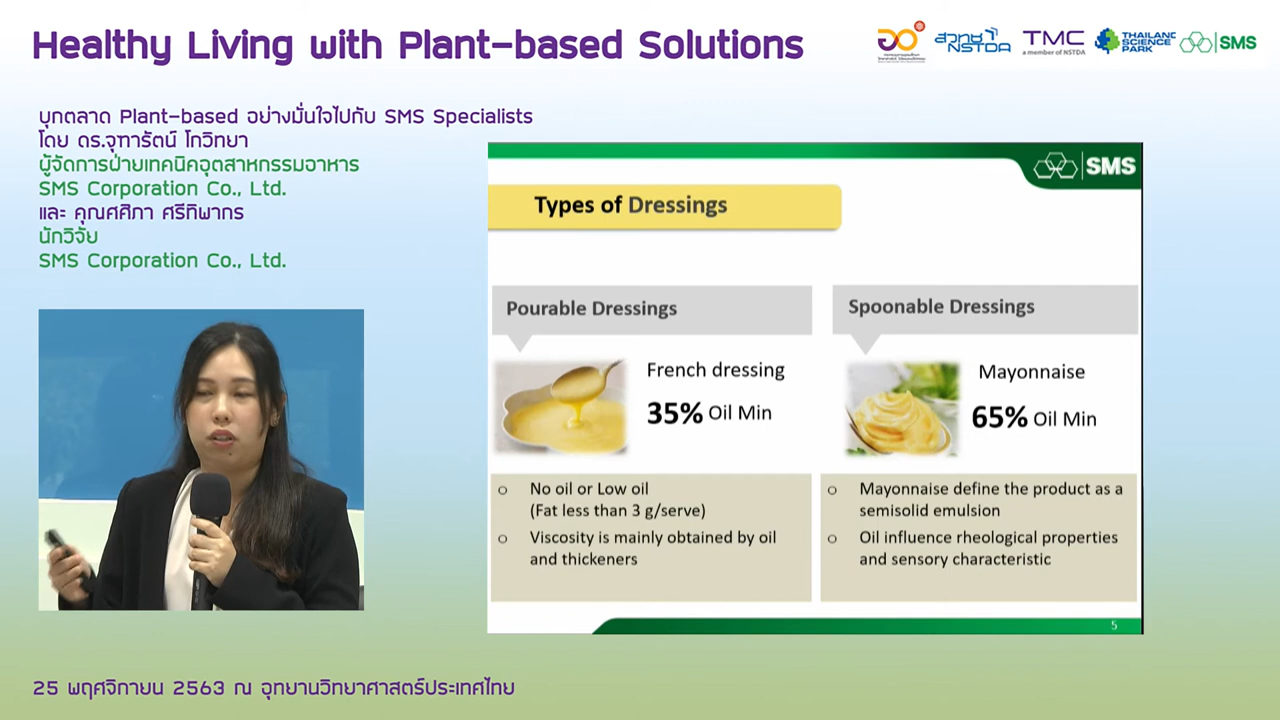 Healthy Living with Plant-based Solutions
สวทช
NSTDA
TMC
a member of NSTDA
THAILAND
SCIENCE
PARK
SMS
บุกตลาด Plant-based อย่างมั่นใจไปกับ SMS Specialists
โดย ดร.จุฑารัตน์ โกวิทยา
ผู้จัดการฝ่ายเทคนิคอุตสาหกรรมอาหาร
SMS Corporation Co., Ltd.
และ คุณศศิภา ศรีทิพากร
นักวิจัย
SMS Corporation Co., Ltd.
SMS
Types of Dressings
Pourable Dressings
French dressing
35% Oil Min
o No oil or Low oil
(Fat less than 3 g/serve)
o Viscosity is mainly obtained by oil
and thickeners
Spoonable Dressings
Mayonnaise
65% Oil Min
o Mayonnaise define the product as a
semisolid emulsion
o Oil influence rheological properties
and sensory characteristic
5
25 พฤศจิกายน 2563 ณ อุทยานวิทยาศาสตร์ประเทศไทย